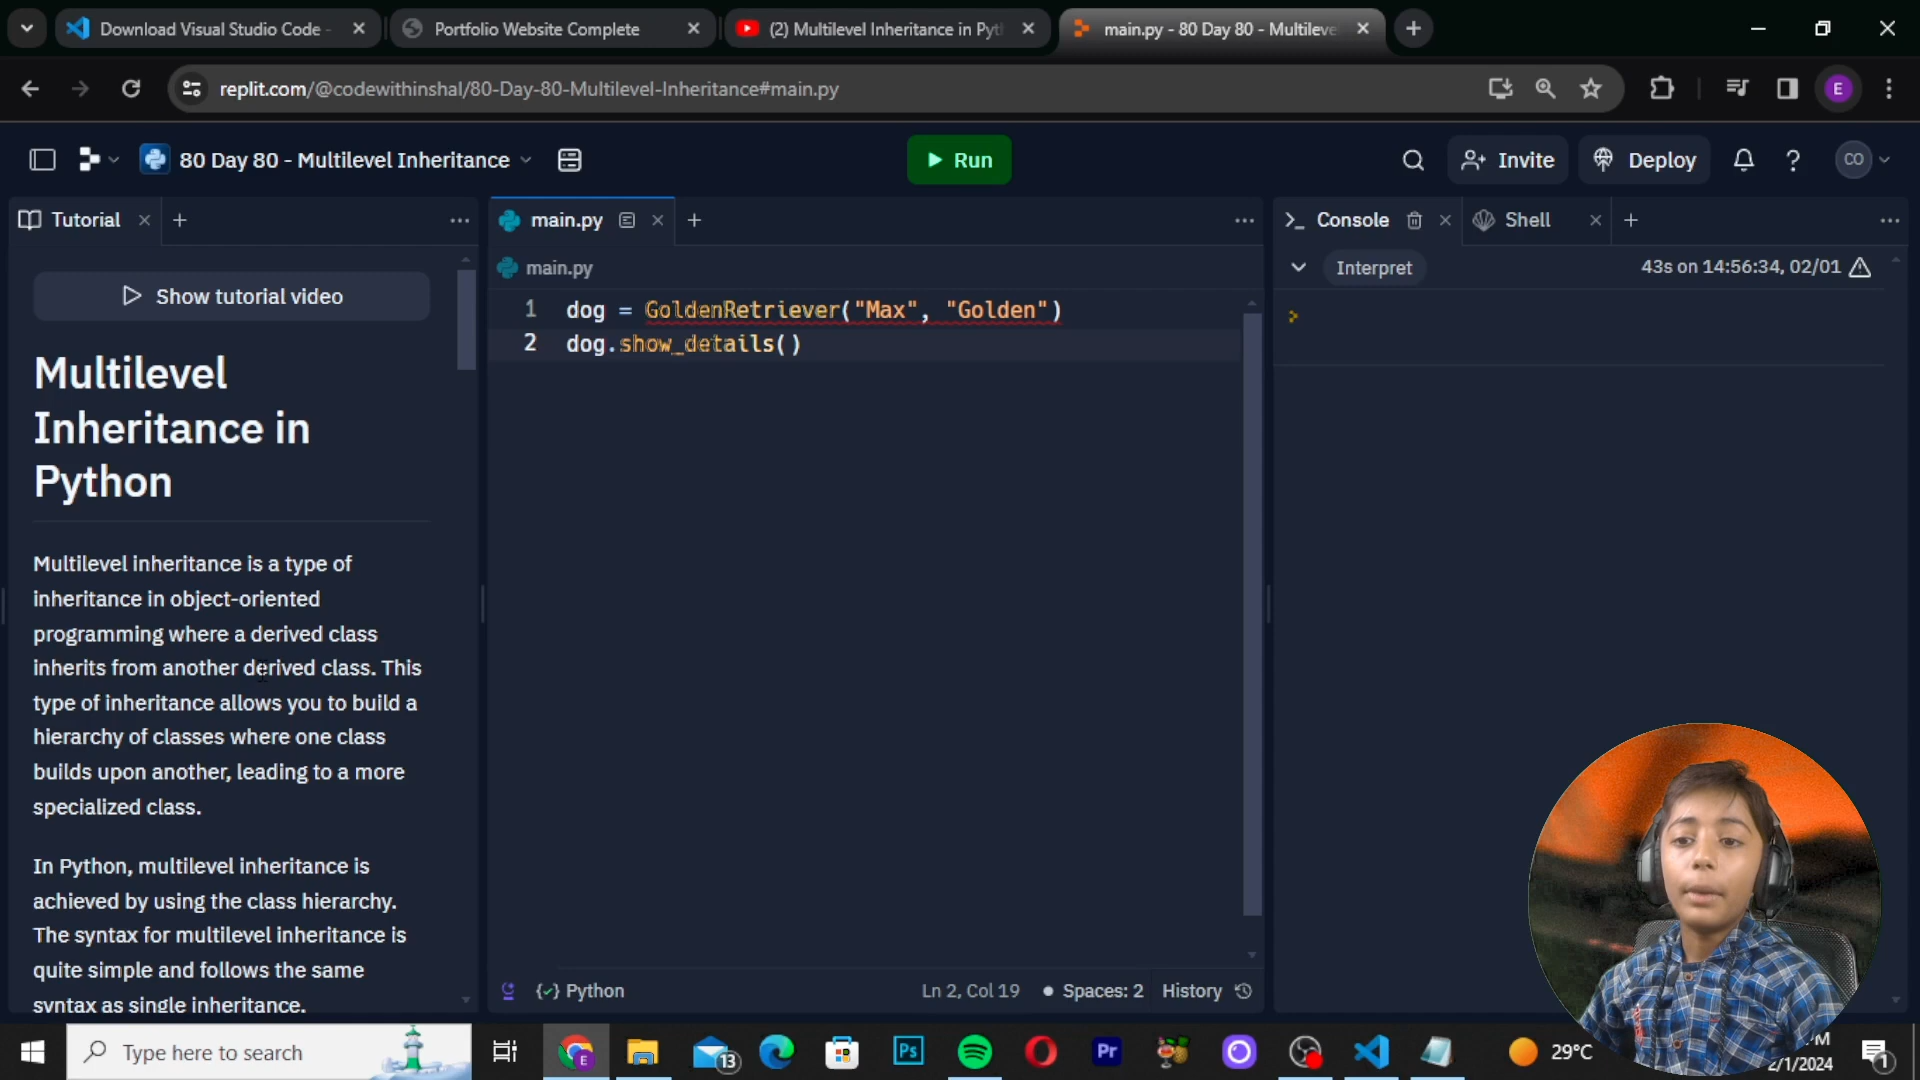 Download Visual Studio Code -
Portfolio Website Complete
(2) Multilevel Inheritance in Pyt
main.py - 80 Day 80 - Multileve
replit.com/@codewithinshal/80-Day-80-Multilevel-Inheritance#main.py
E
80 Day 80 - Multilevel Inheritance
Run
Invite
Deploy
?
CO
Tutorial
main.py
Console
Shell
main.py
Interpret
43s on 14:56:34, 02/01
Show tutorial video
1 dog = GoldenRetriever("Max", "Golden")
2 dog.show_details()
Multilevel
Inheritance in
Python
Multilevel inheritance is a type of
inheritance in object-oriented
programming where a derived class
inherits from another derived class. This
type of inheritance allows you to build a
hierarchy of classes where one class
builds upon another, leading to a more
specialized class.
In Python, multilevel inheritance is
achieved by using the class hierarchy.
The syntax for multilevel inheritance is
quite simple and follows the same
syntax as single inheritance.
Python
Ln 2, Col 19
Spaces: 2
History
Type here to search
E
13
Ps
Pr
29°C
2/1/2024
1